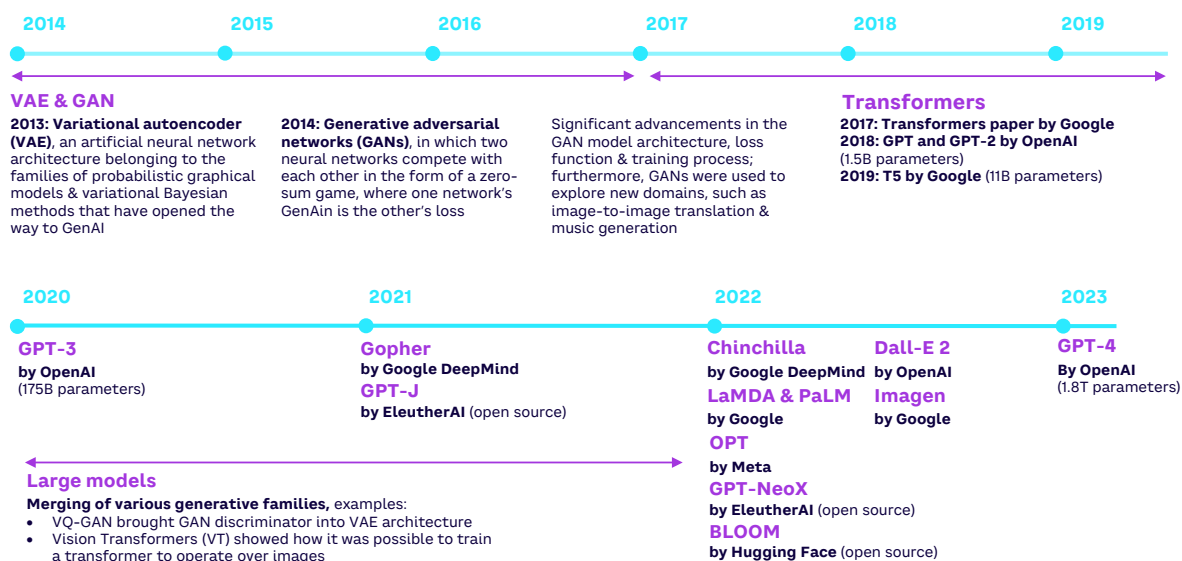 2014 2015 2016 2017 2018 2019
VAE & GAN
2013: Variational autoencoder
(VAE), an artificial neural network
architecture belonging to the
families of probabilistic graphical
models & variational Bayesian
methods that have opened the
way to GenAI
2014: Generative adversarial
networks (GANs), in which two
neural networks compete with
each other in the form of a zero-
sum game, where one network's
GenAin is the other's loss
Significant advancements in the
GAN model architecture, loss
function & training process;
furthermore, GANs were used to
explore new domains, such as
image-to-image translation &
music generation
Transformers
2017: Transformers paper by Google
2018: GPT and GPT-2 by OpenAI
(1.5B parameters)
2019: T5 by Google (11B parameters)
2020 2021 2022 2023
GPT-3
by OpenAI
(175B parameters)
Gopher
by Google DeepMind
GPT-J
by EleutherAI (open source)
Chinchilla
by Google DeepMind
LaMDA & PaLM
by Google
OPT
by Meta
GPT-NeoX
by EleutherAI (open source)
BLOOM
by Hugging Face (open source)
Dall-E 2
by OpenAI
Imagen
by Google
GPT-4
By OpenAI
(1.8T parameters)
Large models
Merging of various generative families, examples:
• VQ-GAN brought GAN discriminator into VAE architecture
• Vision Transformers (VT) showed how it was possible to train
a transformer to operate over images